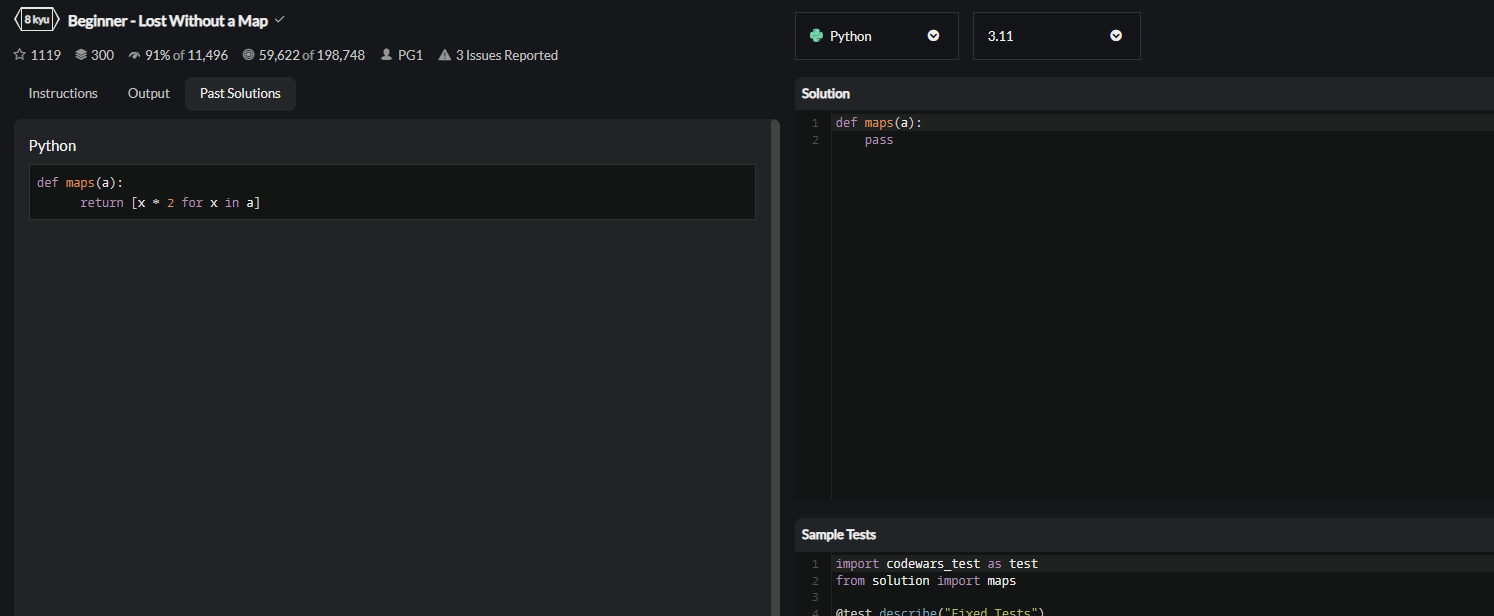 8 kyu Beginner - Lost Without a Map
1119 300 91% of 11,496 59,622 of 198,748 PG1 3 Issues Reported
Instructions Output Past Solutions
Python
def maps(a):
return [x * 2 for x in a]
Python 3.11
Solution
1 def maps(a):
2 pass
Sample Tests
1 import codewars_test as test
2 from solution import maps
3
4 @test.describe("Fixed Tests")